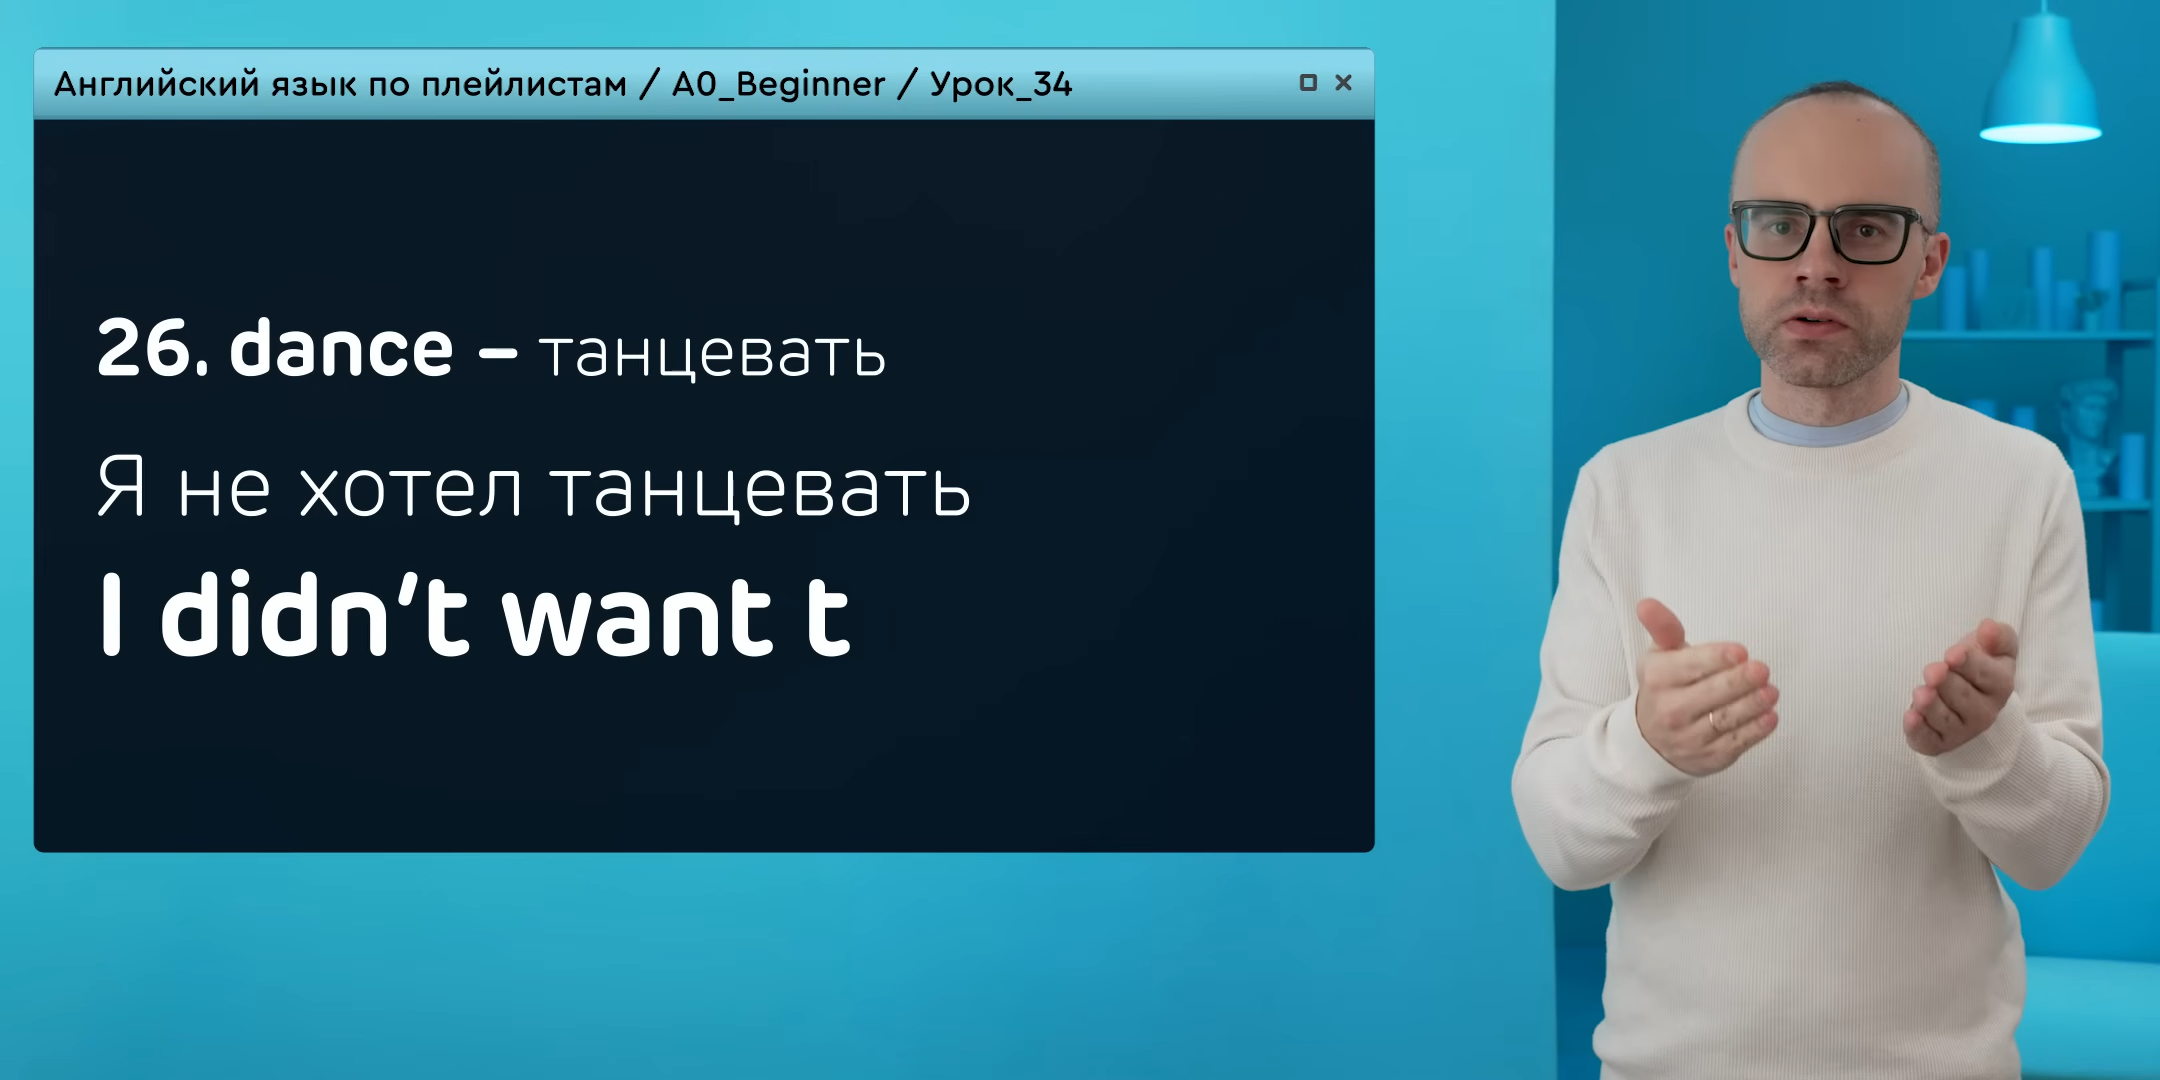 Английский язык по плейлистам / A0_Beginner / Урок_34
26. dance – танцевать
Я не хотел танцевать
I didn’t want t